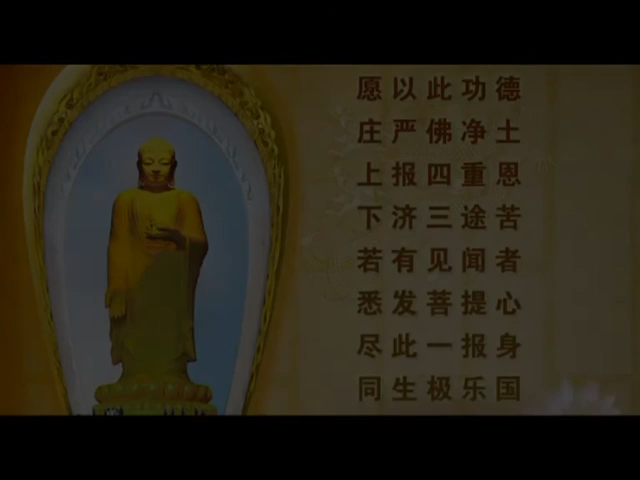 愿以此功德
庄严佛净土
上报四重恩
下济三途苦
若有见闻者
悉发菩提心
尽此一报身
同生极乐国